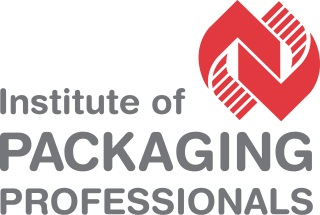 Institute of
PACKAGING
PROFESSIONALS